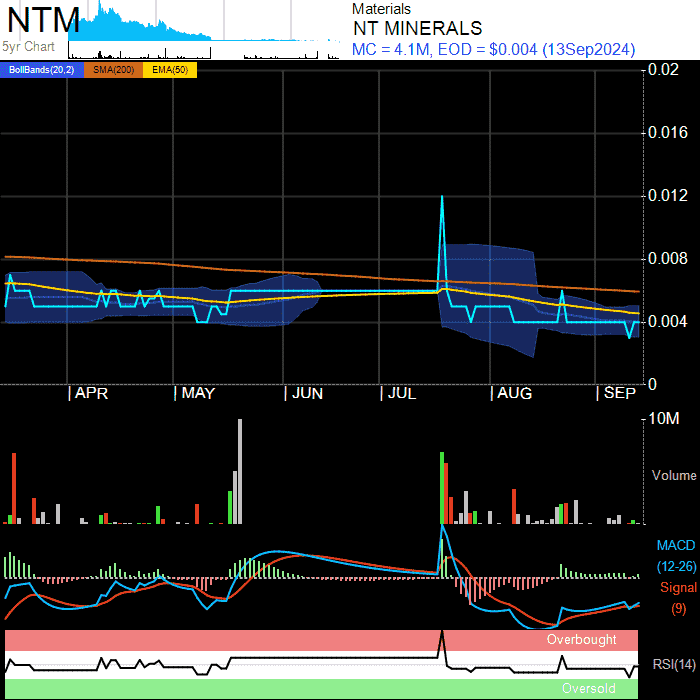 NTM
5yr Chart
Materials
NT MINERALS
MC = 4.1M, EOD = $0.004 (13Sep2024)
BollBands(20,2) SMA(200) EMA(50)
0.02
0.016
0.012
0.008
0.004
0
APR MAY JUN JUL AUG SEP
10M
Volume
MACD
(12-26)
Signal
(9)
Overbought
RSI(14)
Oversold